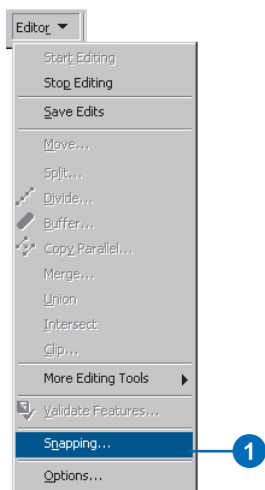 Editor
Start Editing
Stop Editing
Save Edits
Move...
Split...
Divide...
Buffer...
Copy Parallel...
Merge...
Union
Intersect
Clip...
More Editing Tools
Validate Features...
Snapping...
1
Options...